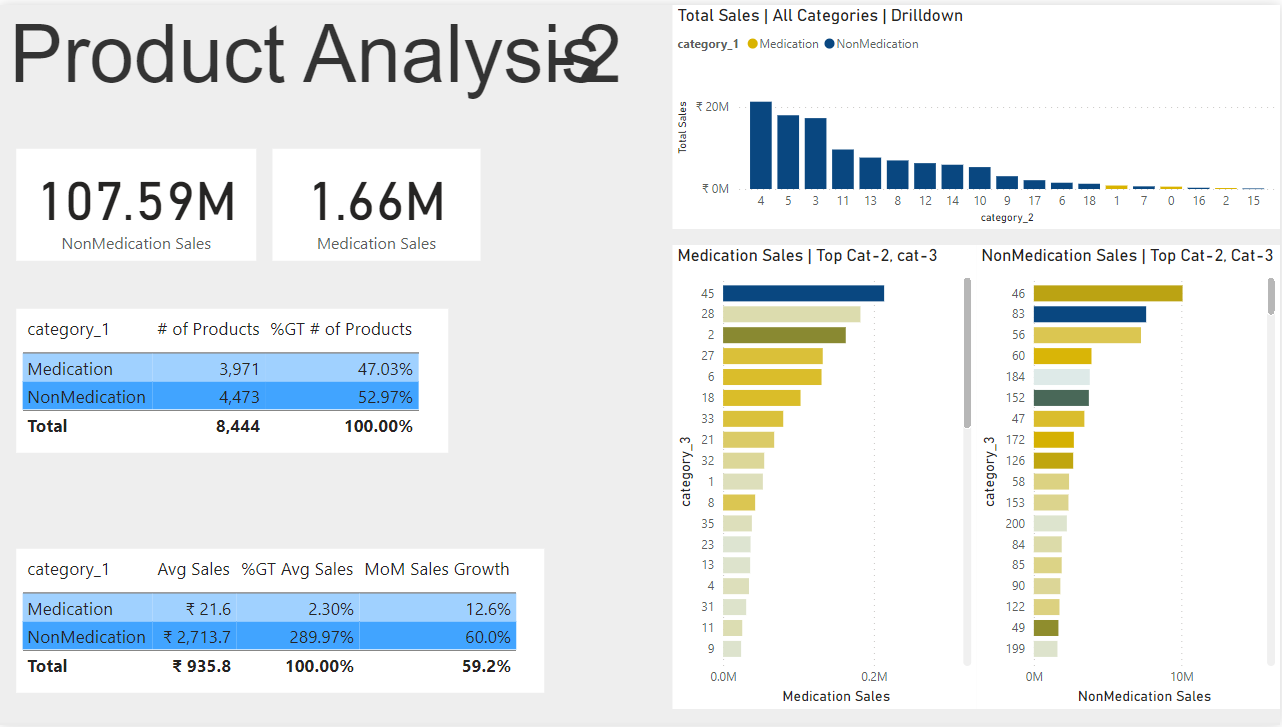 Product Analysis-2
107.59M
NonMedication Sales
1.66M
Medication Sales
category_1 # of Products %GT # of Products
Medication 3,971 47.03%
NonMedication 4,473 52.97%
Total 8,444 100.00%
category_1 Avg Sales %GT Avg Sales MoM Sales Growth
Medication ₹ 21.6 2.30% 12.6%
NonMedication ₹ 2,713.7 289.97% 60.0%
Total ₹ 935.8 100.00% 59.2%
Total Sales | All Categories | Drilldown
category_1 Medication NonMedication
Total Sales
₹ 20M
₹ 0M
4 5 3 11 13 8 12 14 10 9 17 6 18 1 7 0 16 2 15
category_2
Medication Sales | Top Cat-2, cat-3
category_3
45
28
2
27
6
18
33
21
32
1
8
35
23
13
4
31
11
9
0.0M 0.2M
Medication Sales
NonMedication Sales | Top Cat-2, Cat-3
category_3
46
83
56
60
184
152
47
172
126
58
153
200
84
85
90
122
49
199
0M 10M
NonMedication Sales